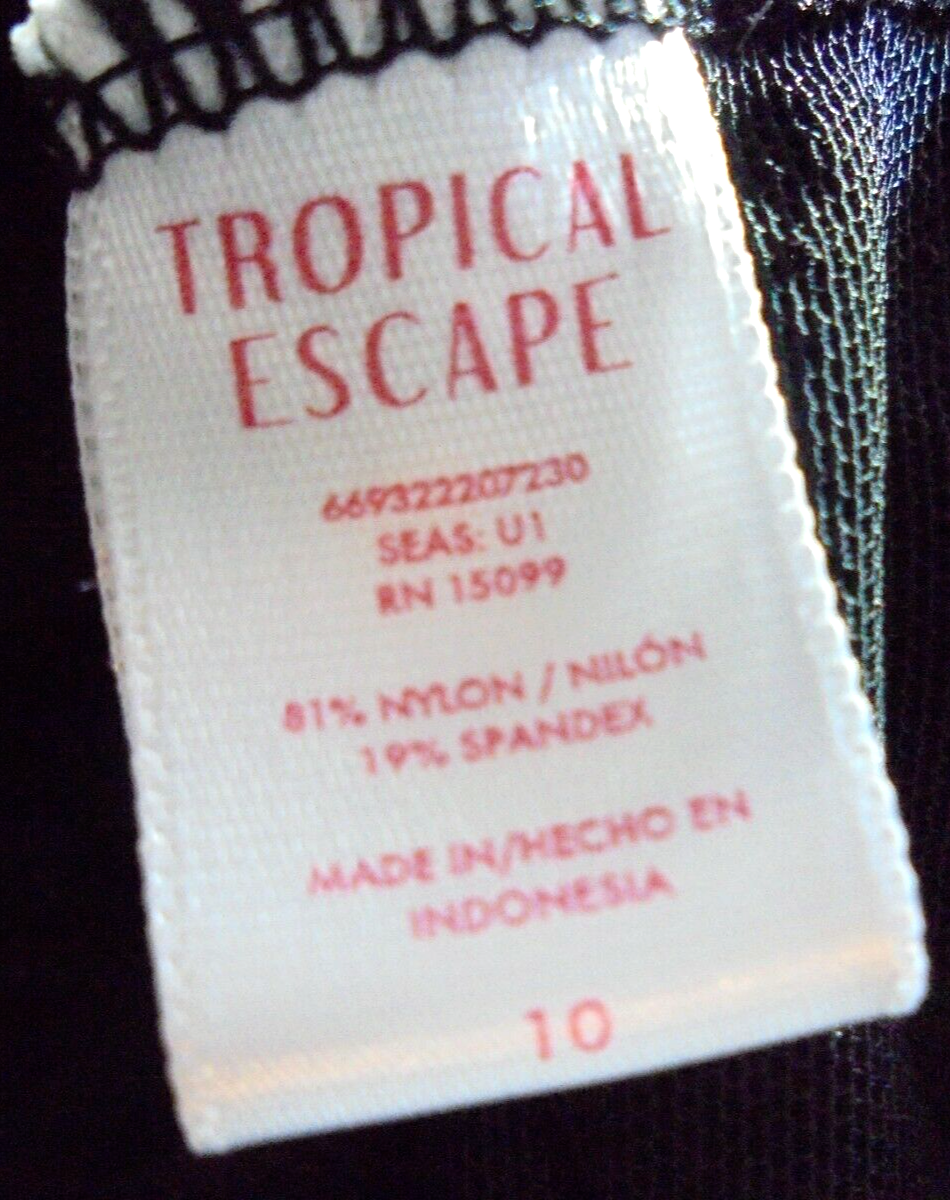 TROPICAL
ESCAPE
669322207230
SEAS: U1
RN 15099
81% NYLON / NILÓN
19% SPANDEX
MADE IN/HECHO EN
INDONESIA
10